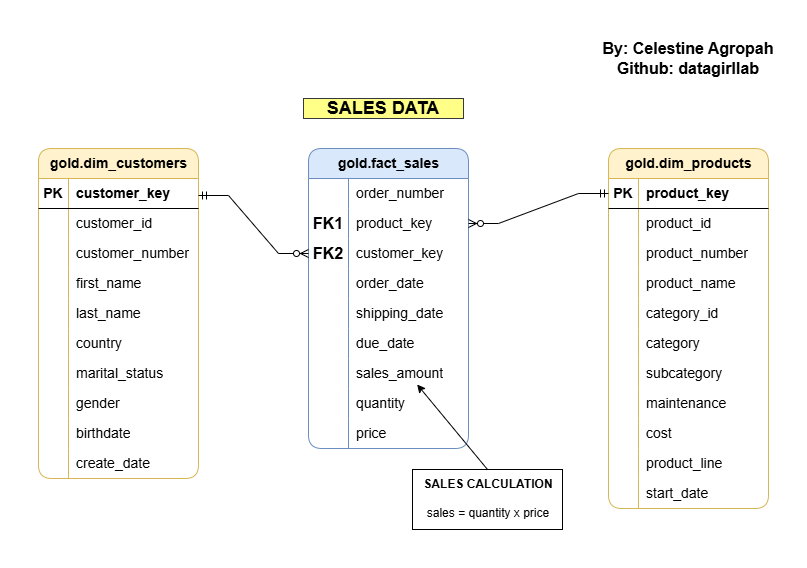 By: Celestine Agropah
Github: datagirllab
SALES DATA
gold.dim_customers
PK customer_key
customer_id
customer_number
first_name
last_name
country
marital_status
gender
birthdate
create_date
gold.fact_sales
order_number
FK1 product_key
FK2 customer_key
order_date
shipping_date
due_date
sales_amount
quantity
price
SALES CALCULATION
sales = quantity x price
gold.dim_products
PK product_key
product_id
product_number
product_name
category_id
category
subcategory
maintenance
cost
product_line
start_date